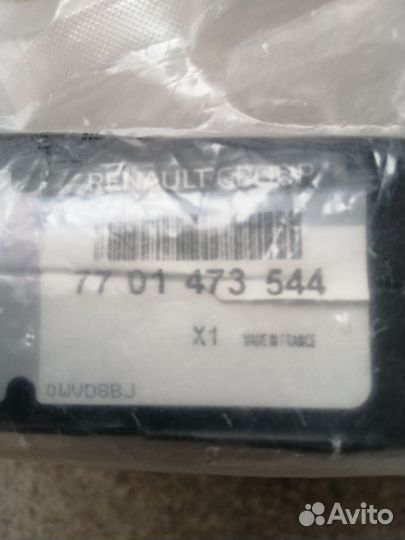 RENAULT GROUP
77 01 473 544
X1 MADE IN FRANCE
0WVD8BJ
Avito